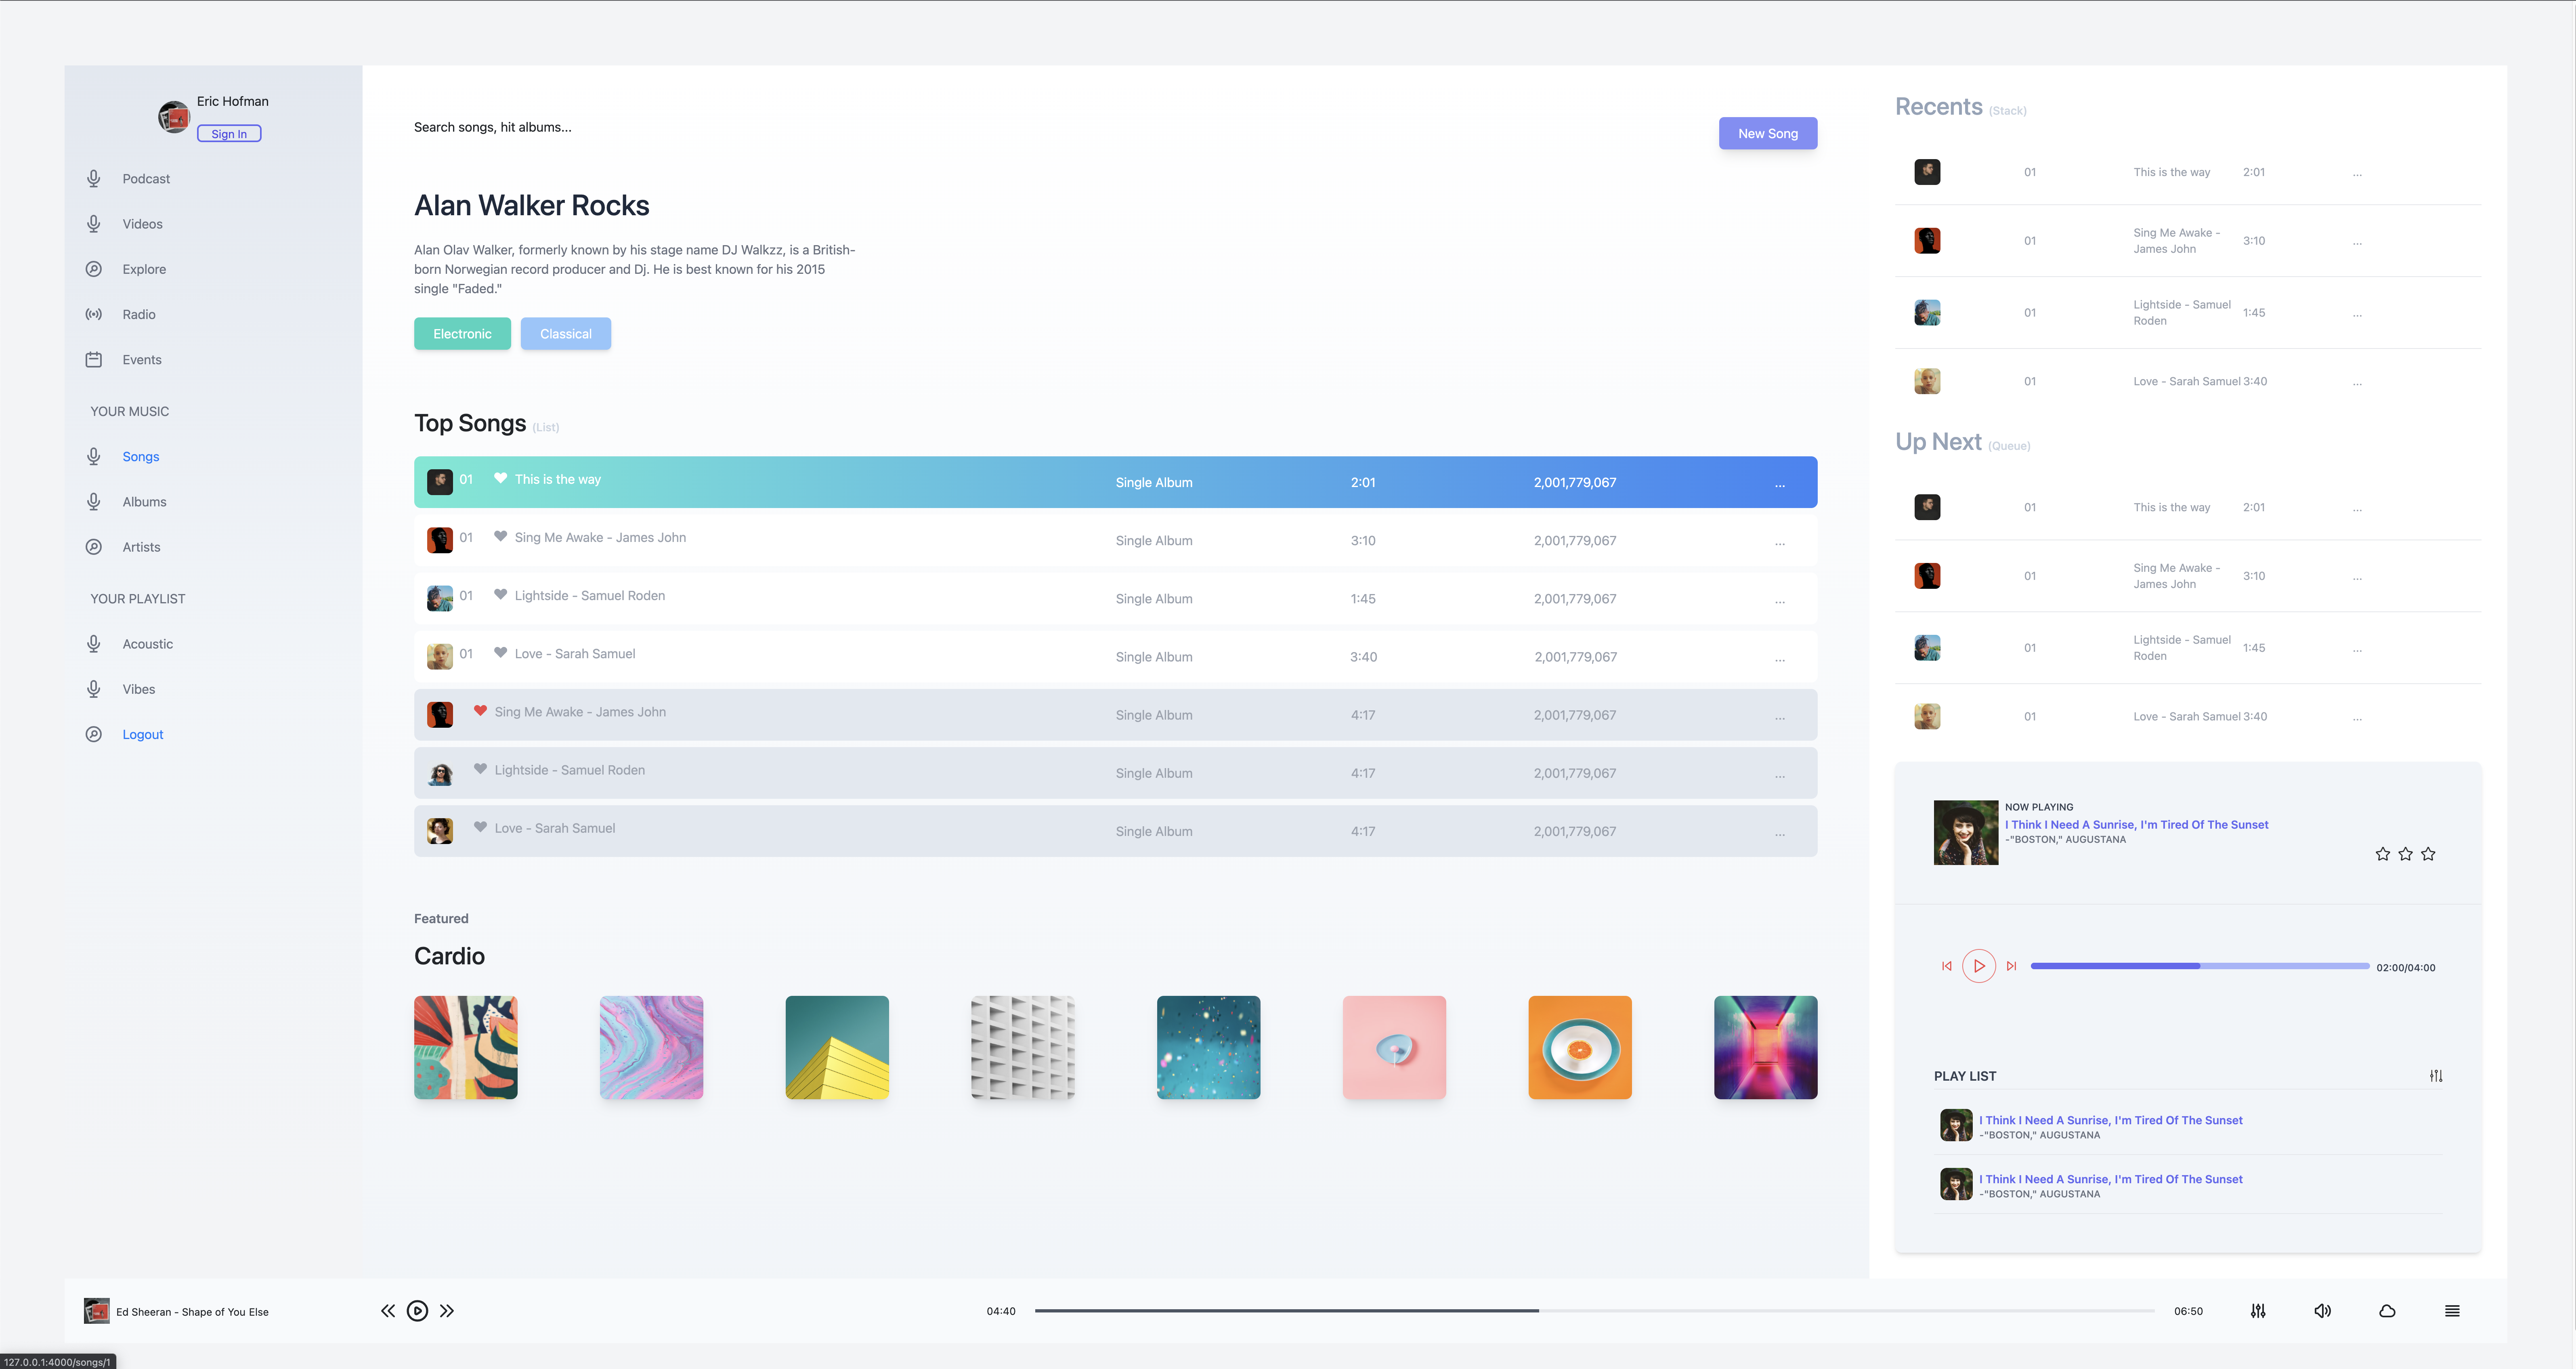 Eric Hofman
Sign In
Podcast
Videos
Explore
Radio
Events
YOUR MUSIC
Songs
Albums
Artists
YOUR PLAYLIST
Acoustic
Vibes
Logout
Search songs, hit albums...
New Song
Alan Walker Rocks
Alan Olav Walker, formerly known by his stage name DJ Walkzz, is a British-
born Norwegian record producer and Dj. He is best known for his 2015
single "Faded."
Electronic Classical
Top Songs (List)
01 This is the way Single Album 2:01 2,001,779,067 ...
01 Sing Me Awake - James John Single Album 3:10 2,001,779,067 ...
01 Lightside - Samuel Roden Single Album 1:45 2,001,779,067 ...
01 Love - Sarah Samuel Single Album 3:40 2,001,779,067 ...
Sing Me Awake - James John Single Album 4:17 2,001,779,067 ...
Lightside - Samuel Roden Single Album 4:17 2,001,779,067 ...
Love - Sarah Samuel Single Album 4:17 2,001,779,067 ...
Featured
Cardio
Recents (Stack)
01 This is the way 2:01 ...
01 Sing Me Awake - 3:10 ...
James John
01 Lightside - Samuel 1:45 ...
Roden
01 Love - Sarah Samuel 3:40 ...
Up Next (Queue)
01 This is the way 2:01 ...
01 Sing Me Awake - 3:10 ...
James John
01 Lightside - Samuel 1:45 ...
Roden
01 Love - Sarah Samuel 3:40 ...
NOW PLAYING
I Think I Need A Sunrise, I'm Tired Of The Sunset
-"BOSTON," AUGUSTANA
02:00/04:00
PLAY LIST
I Think I Need A Sunrise, I'm Tired Of The Sunset
-"BOSTON," AUGUSTANA
I Think I Need A Sunrise, I'm Tired Of The Sunset
-"BOSTON," AUGUSTANA
Ed Sheeran - Shape of You Else
04:40 06:50
127.0.0.1:4000/songs/1